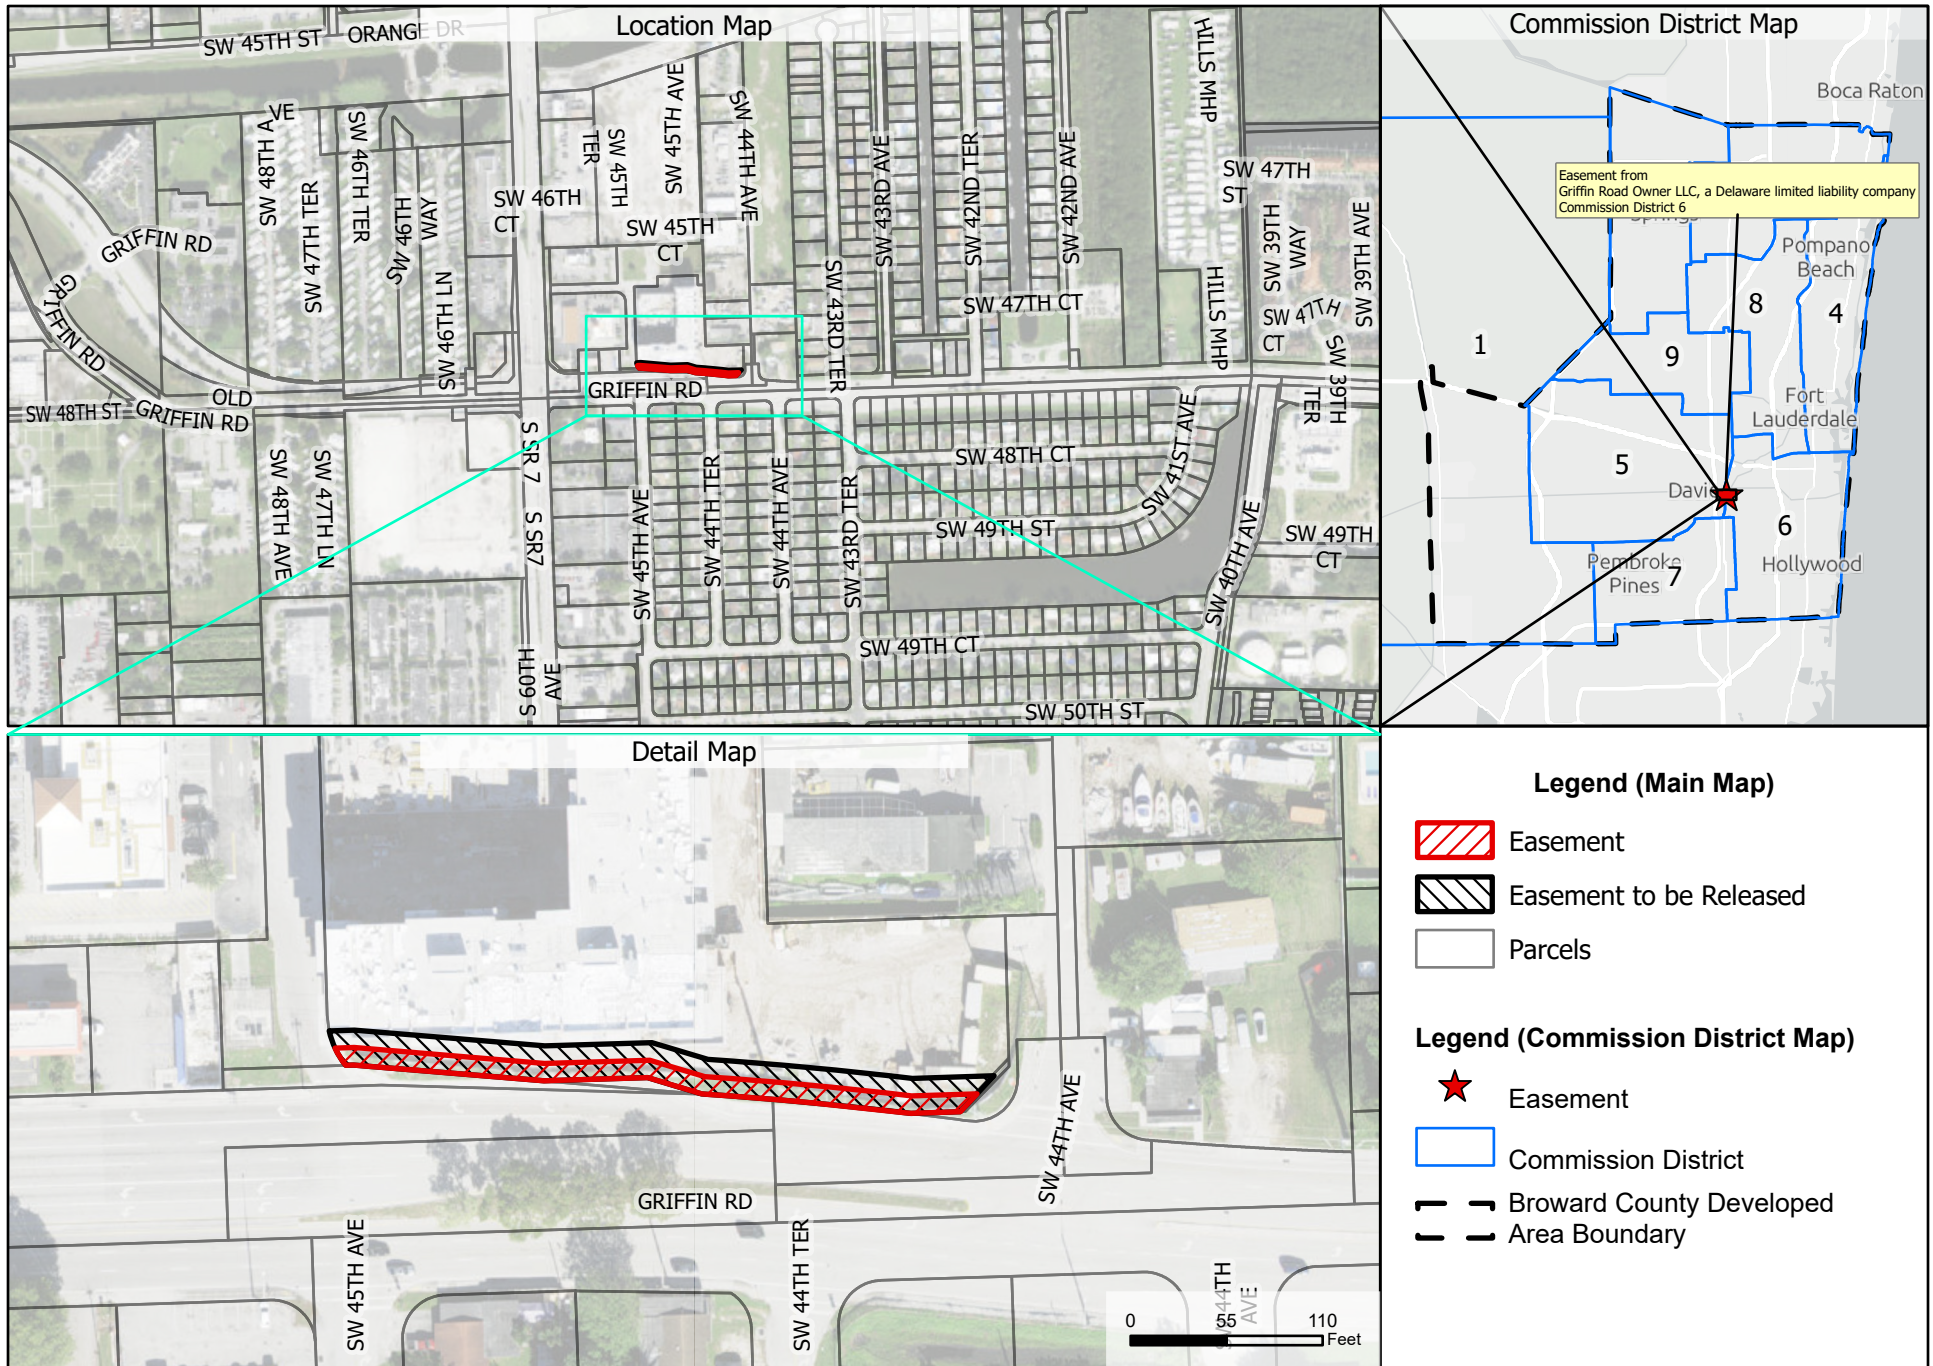 Location Map
SW 45TH ST
ORANGE DR
SW 48TH AVE
SW 47TH TER
SW 46TH TER
SW 46TH WAY
SW 46TH LN
SW 46TH CT
SW 45TH TER
SW 45TH AVE
SW 44TH AVE
SW 45TH CT
SW 43RD AVE
SW 42ND TER
SW 42ND AVE
HILLS MHP
SW 47TH ST
SW 39TH WAY
SW 39TH AVE
GRIFFIN RD
GRIFFIN RD
SW 43RD TER
SW 47TH CT
HILLS MHP
SW 47TH CT
SW 39TH TER
GRIFFIN RD
OLD GRIFFIN RD
SW 48TH ST
S SR 7
S SR7
SW 48TH AVE
SW 47TH LN
SW 45TH AVE
SW 44TH TER
SW 44TH AVE
SW 43RD TER
SW 48TH CT
SW 41ST AVE
SW 49TH ST
SW 40TH AVE
SW 49TH CT
SW 49TH CT
S 60TH AVE
SW 50TH ST
Commission District Map
Boca Raton
Easement from
Griffin Road Owner LLC, a Delaware limited liability company
Commission District 6
Springs
Pompano
Beach
1
8
4
9
Fort
Lauderdale
5
Davie
6
Pembroke
Pines
7
Hollywood
Detail Map
SW 44TH AVE
GRIFFIN RD
SW 45TH AVE
SW 44TH TER
SW 44TH AVE
0 55 110
Feet
Legend (Main Map)
Easement
Easement to be Released
Parcels
Legend (Commission District Map)
Easement
Commission District
Broward County Developed
Area Boundary